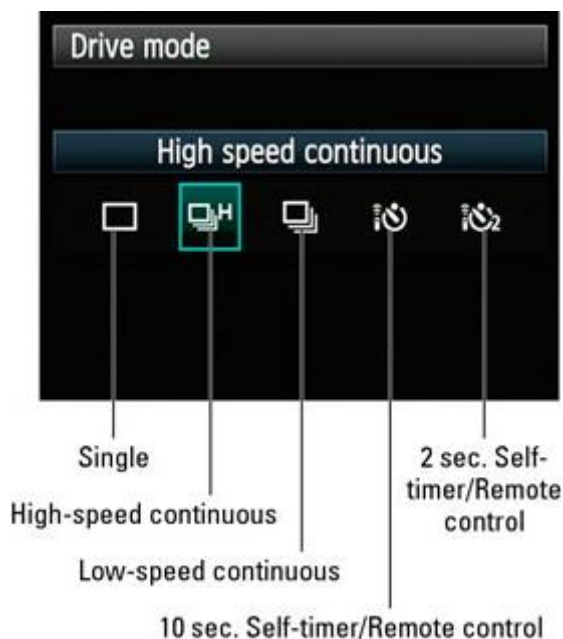 Drive mode
High speed continuous
H
2
Single
2 sec. Self-
timer/Remote
control
High-speed continuous
Low-speed continuous
10 sec. Self-timer/Remote control